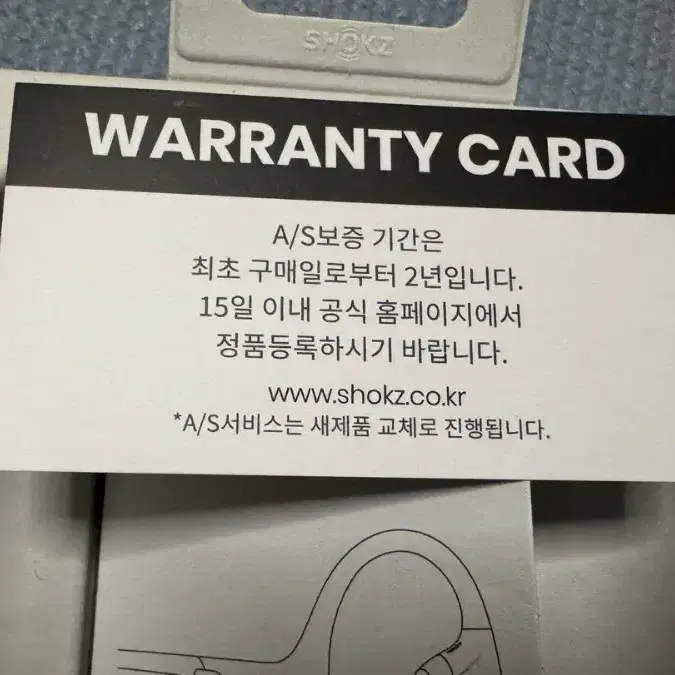 SHOKZ
WARRANTY CARD
A/S보증 기간은
최초 구매일로부터 2년입니다.
15일 이내 공식 홈페이지에서
정품등록하시기 바랍니다.
www.shokz.co.kr
*A/S서비스는 새제품 교체로 진행됩니다.